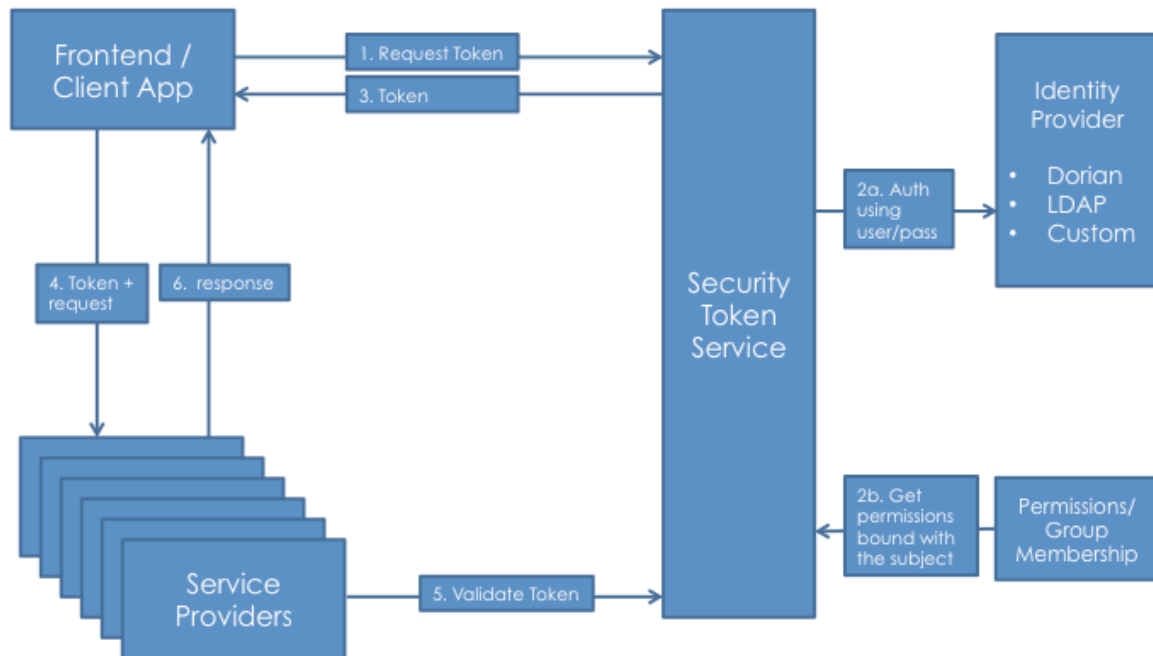 Frontend /
Client App
1. Request Token
3. Token
Identity
Provider
• Dorian
• LDAP
• Custom
2a. Auth
using
user/pass
4. Token +
request
6. response
Security
Token
Service
2b. Get
permissions
bound with
the subject
Permissions/
Group
Membership
Service
Providers
5. Validate Token